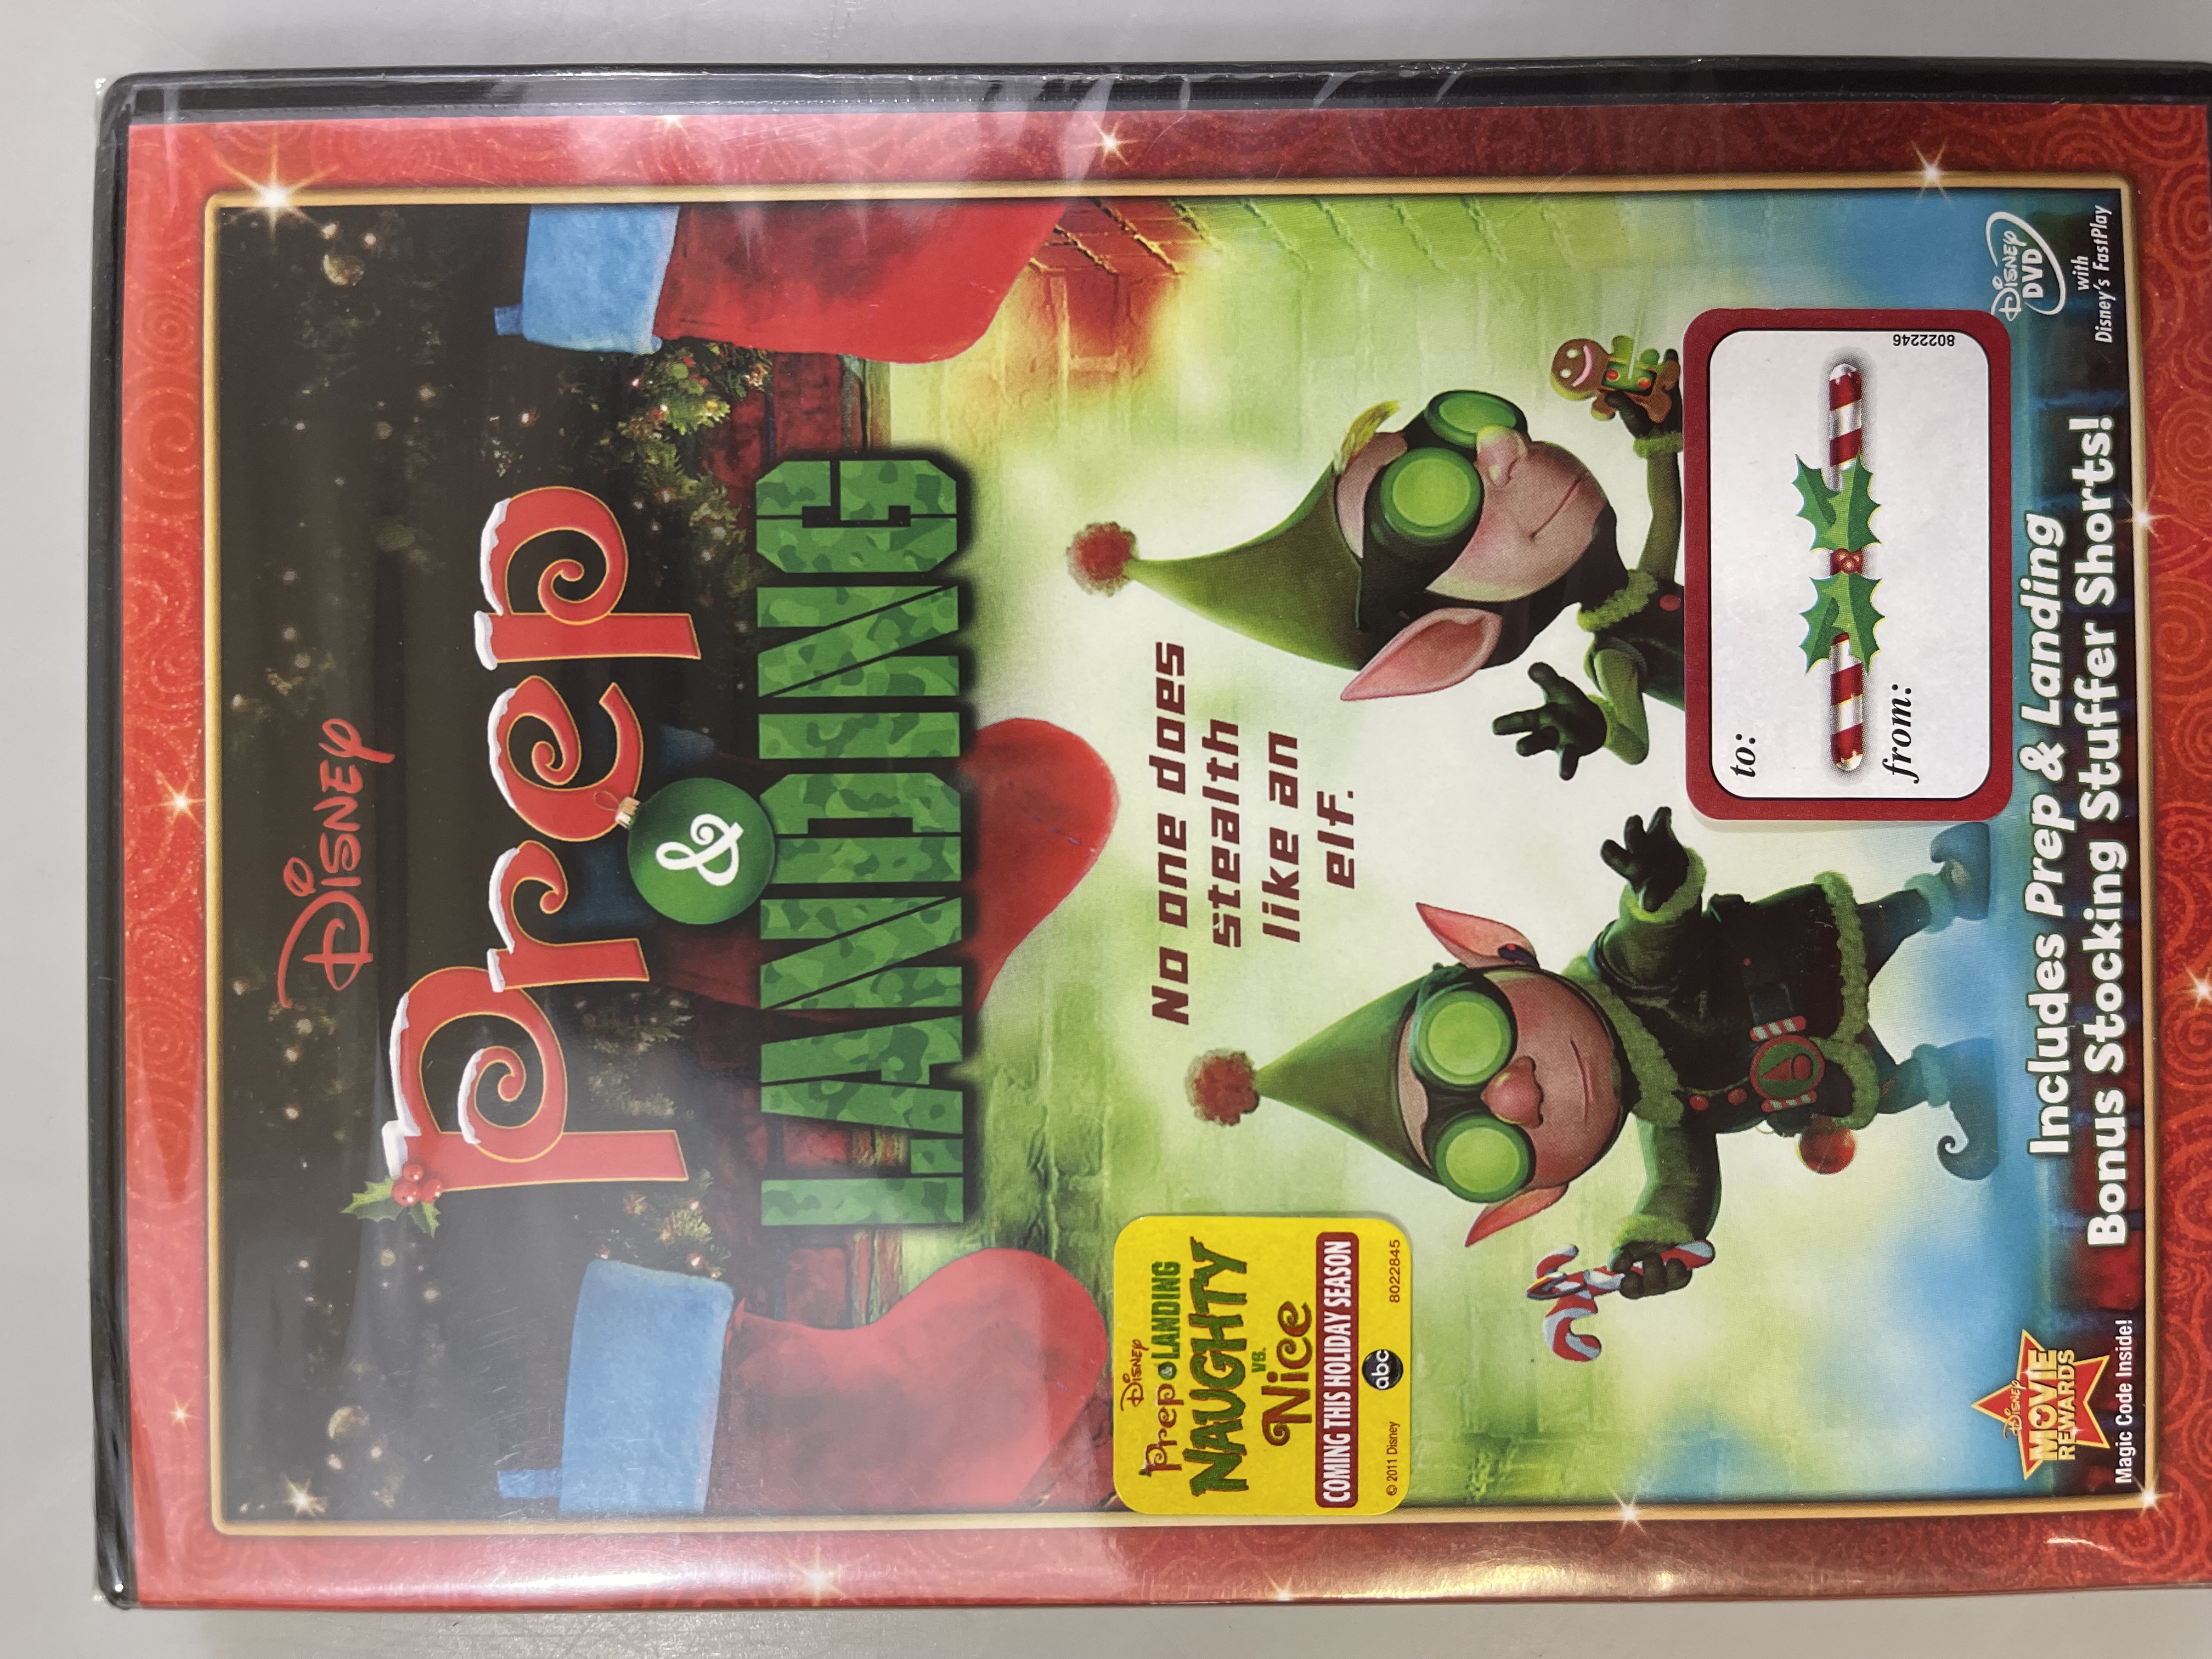 DISNEY
Prep
&
LANDING
No one does
stealth
like an
elf.
DISNEY
Prep & LANDING
NAUGHTY
VS.
Nice
COMING THIS HOLIDAY SEASON
© 2011 Disney
abc
8022845
to:
from:
8022246
Includes Prep & Landing
Bonus Stocking Stuffer Shorts!
DISNEY
MOVIE
REWARDS
Magic Code Inside!
DISNEY
DVD
with
Disney's FastPlay